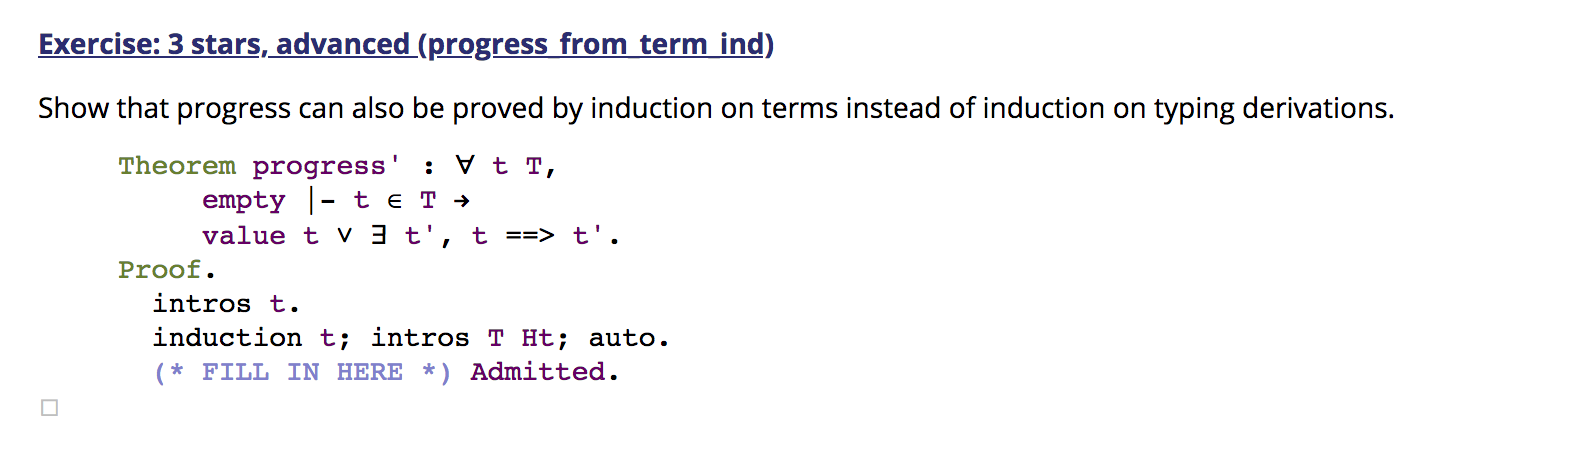 Exercise: 3 stars, advanced (progress_from_term_ind)
Show that progress can also be proved by induction on terms instead of induction on typing derivations.
Theorem progress' : ∀ t T,
empty |- t ∈ T →
value t ∨ ∃ t', t ==> t'.
Proof.
intros t.
induction t; intros T Ht; auto.
(* FILL IN HERE *) Admitted.
☐